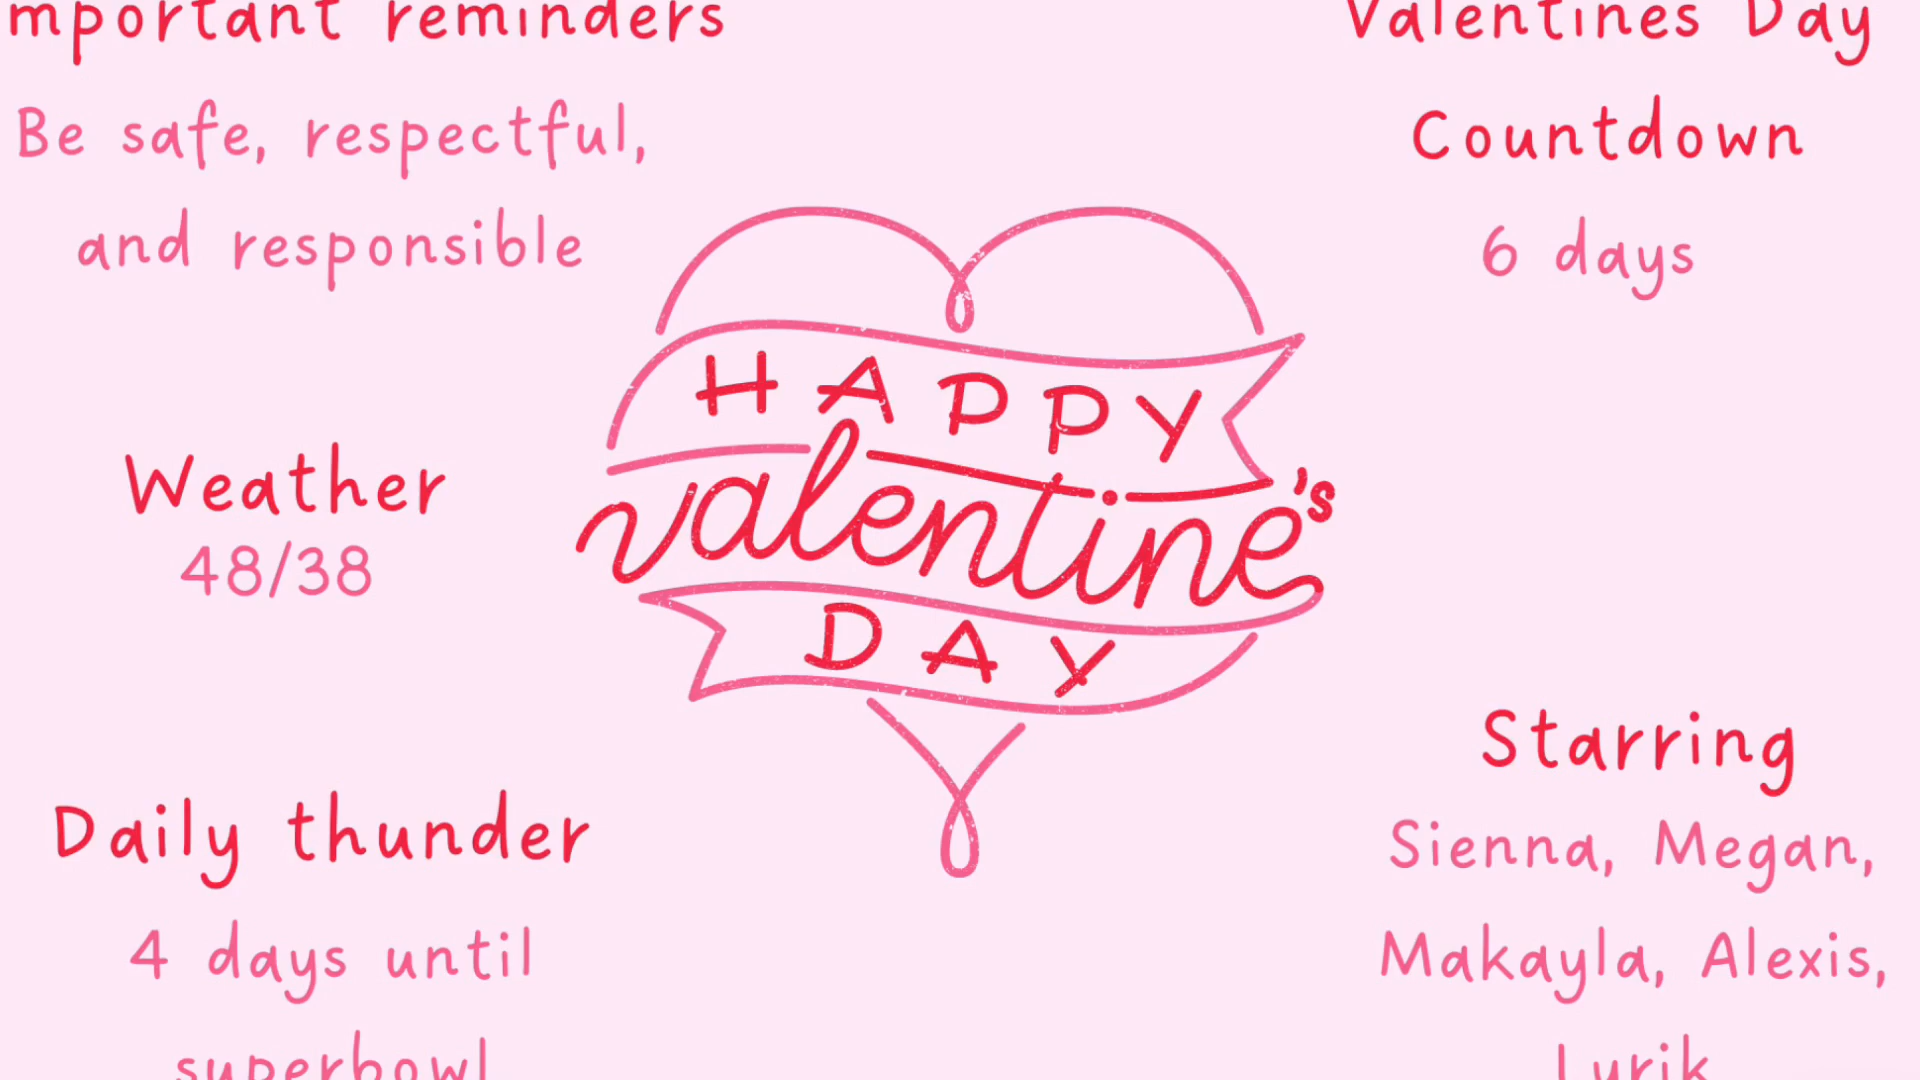 mportant reminders
Be safe, respectful,
and responsible
Valentines Day
Countdown
6 days
HAPPY
valentine's
DAY
Weather
48/38
Daily thunder
4 days until
superbowl
Starring
Sienna, Megan,
Makayla, Alexis,
Lyrik